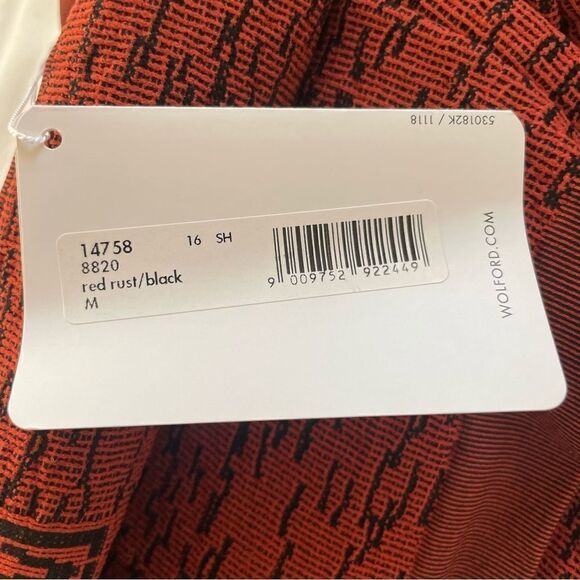 530182K / 1118
14758 16 SH
8820
red rust/black
M
9 009752 922449
WOLFORD.COM